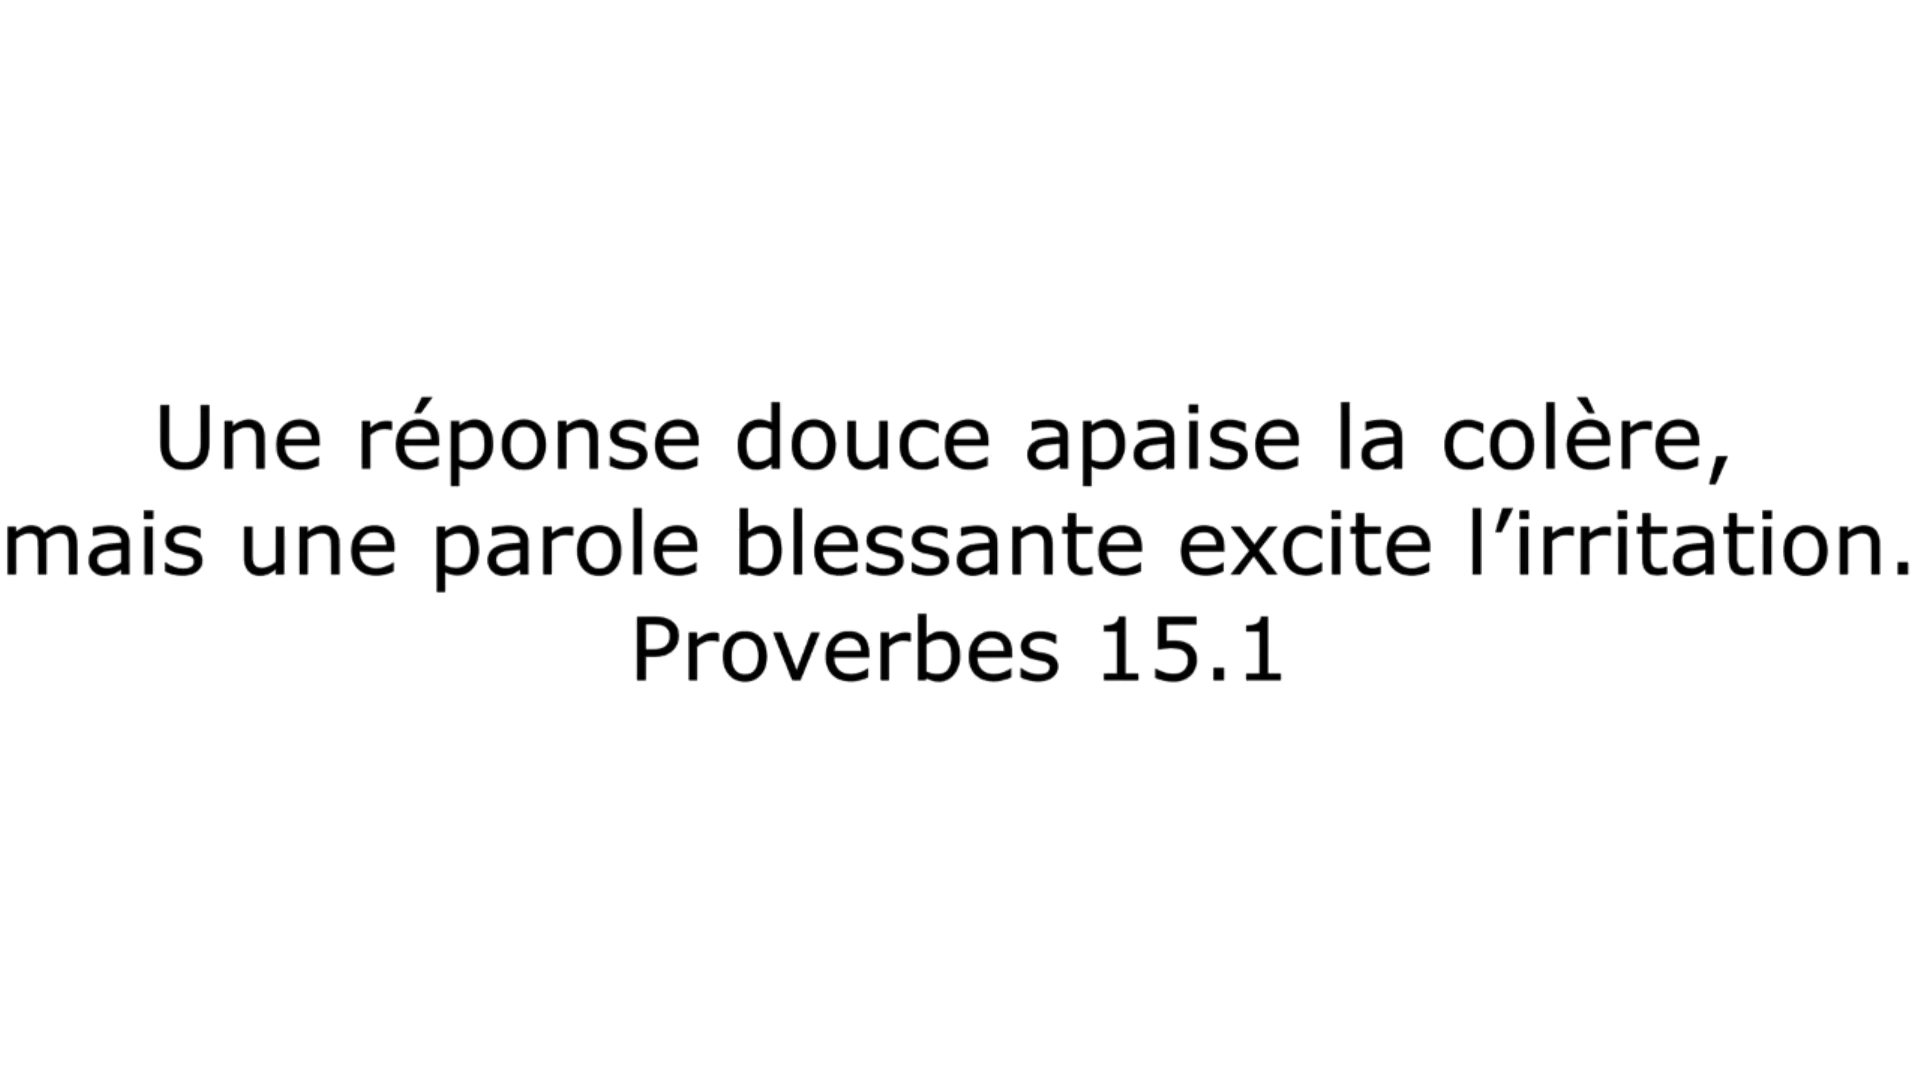 Une réponse douce apaise la colère,
mais une parole blessante excite l’irritation.
Proverbes 15.1